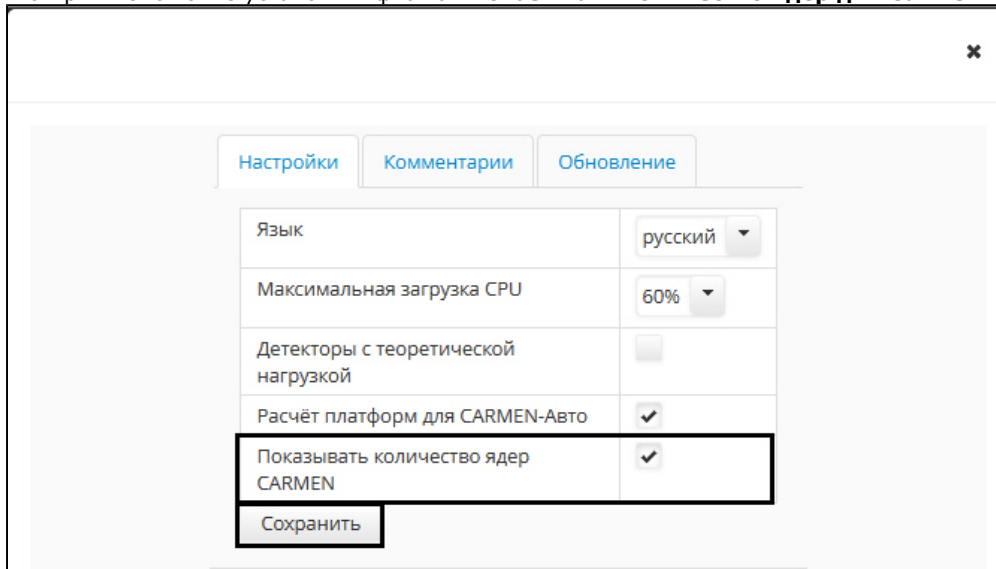 Настройки
Комментарии
Обновление
Язык
русский
Максимальная загрузка CPU
60%
Детекторы с теоретической
нагрузкой
Расчёт платформ для CARMEN-Авто
Показывать количество ядер
CARMEN
Сохранить